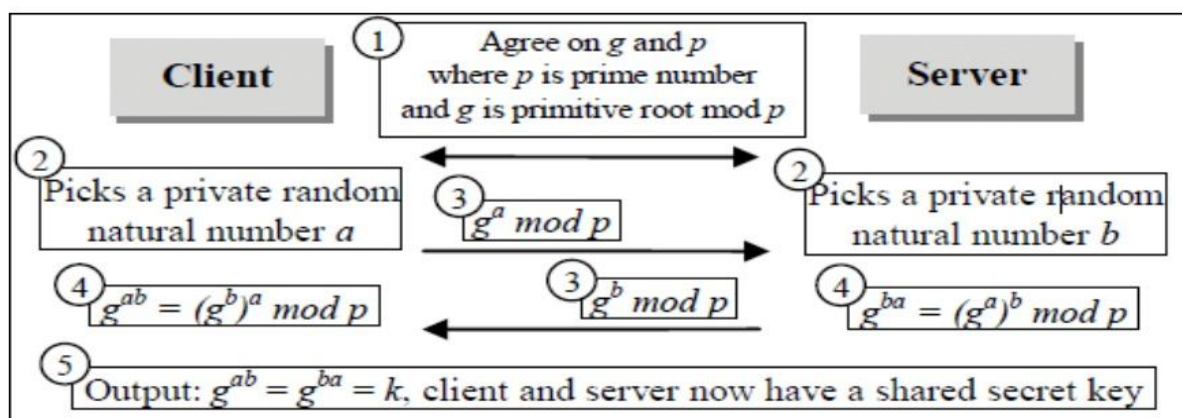 1
Agree on g and p
where p is prime number
and g is primitive root mod p
Client
Server
2
Picks a private random
natural number a
2
Picks a private random
natural number b
3
g^a mod p
3
g^b mod p
4
g^{ab} = (g^b)^a mod p
4
g^{ba} = (g^a)^b mod p
5
Output: g^{ab} = g^{ba} = k, client and server now have a shared secret key